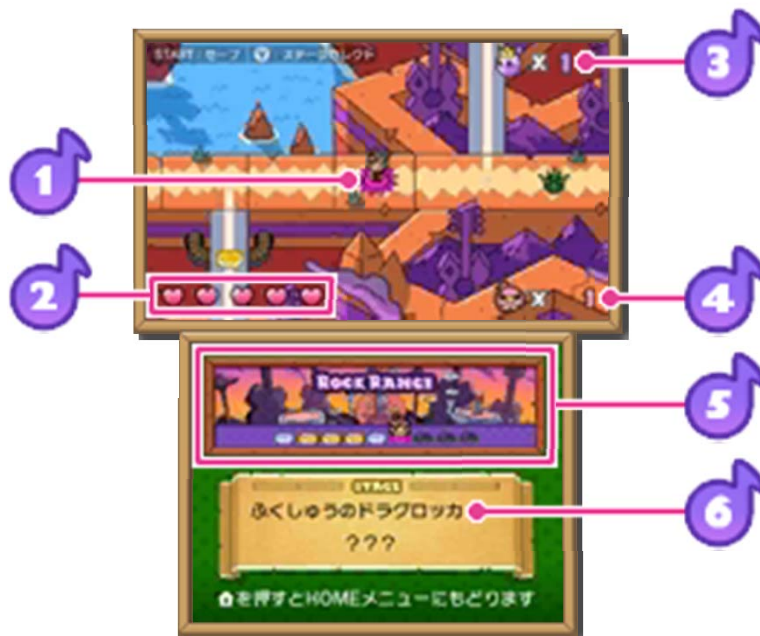 START：セーブ Ⓨ：ステージセレクト
× 1
3
1
2
× 1
4
ROCK RANGE
5
STAGE
ふくしゅうのドラグロッカ
6
？？？
を押すとHOMEメニューにもどります